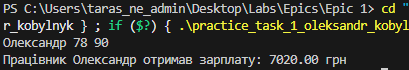 PS C:\Users\taras_ne_admin\Desktop\Labs\Epics\Epic 1> cd "
r_kobylnyk } ; if ($?) { .\practice_task_1_oleksandr_kobyl
Олександр 78 90
Працівник Олександр отримав зарплату: 7020.00 грн